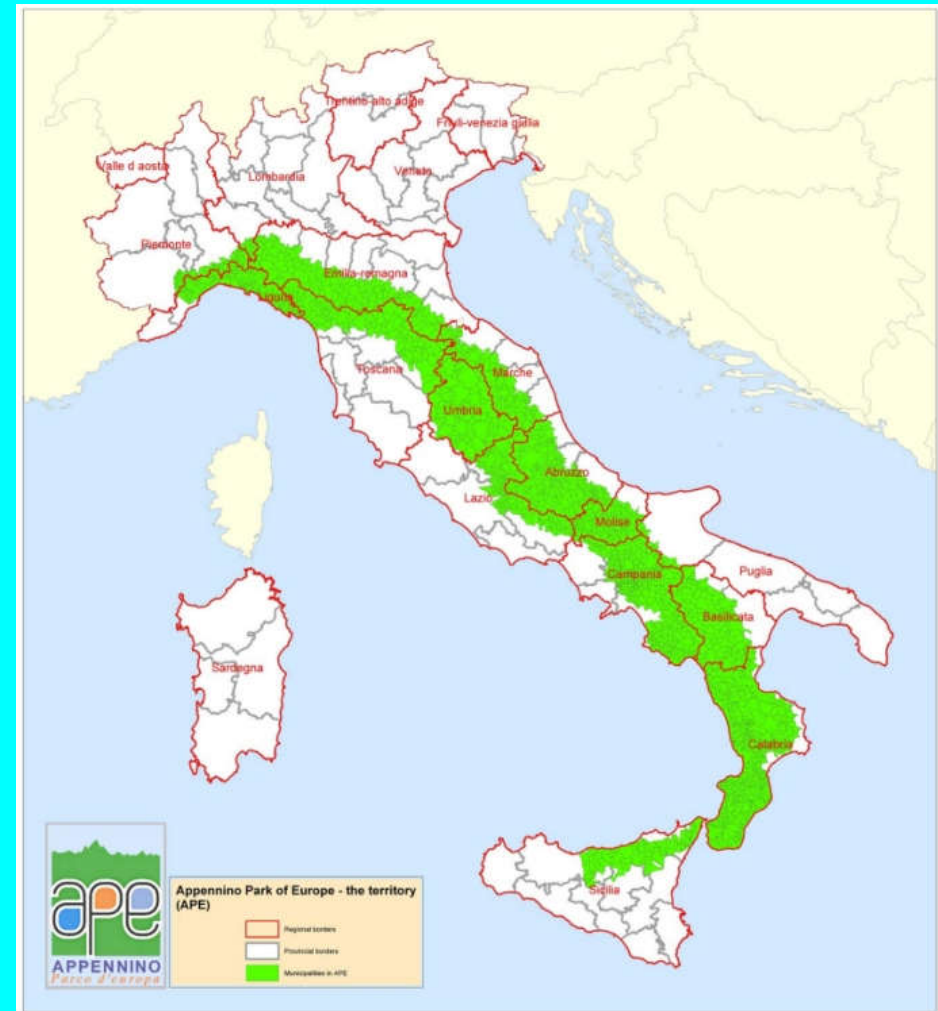 Trentino-alto adige
Friuli-venezia giulia
Valle d aosta
Lombardia
Veneto
Piemonte
Emilia-romagna
Liguria
Toscana
Marche
Umbria
Abruzzo
Lazio
Molise
Campania
Puglia
Basilicata
Sardegna
Calabria
Sicilia
ape
APPENNINO
Parco d'europa
Appennino Park of Europe - the territory
(APE)
Regional borders
Provincial borders
Municipalities in APE